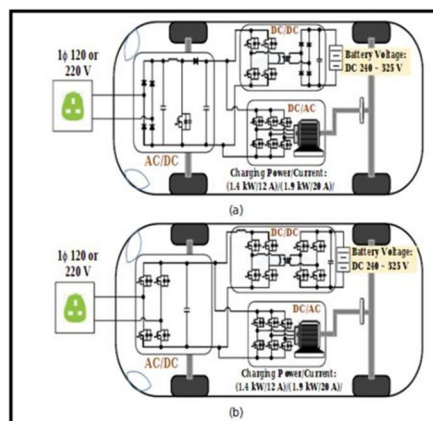 DC/DC
1ϕ 120 or
220 V
Battery Voltage:
DC 240 ~ 325 V
DC/AC
AC/DC
Charging Power/Current:
(1.4 kW/12 A)/(1.9 kW/20 A)/
(a)
DC/DC
1ϕ 120 or
220 V
Battery Voltage:
DC 240 ~ 325 V
DC/AC
AC/DC
Charging Power/Current:
(1.4 kW/12 A)/(1.9 kW/20 A)/
(b)